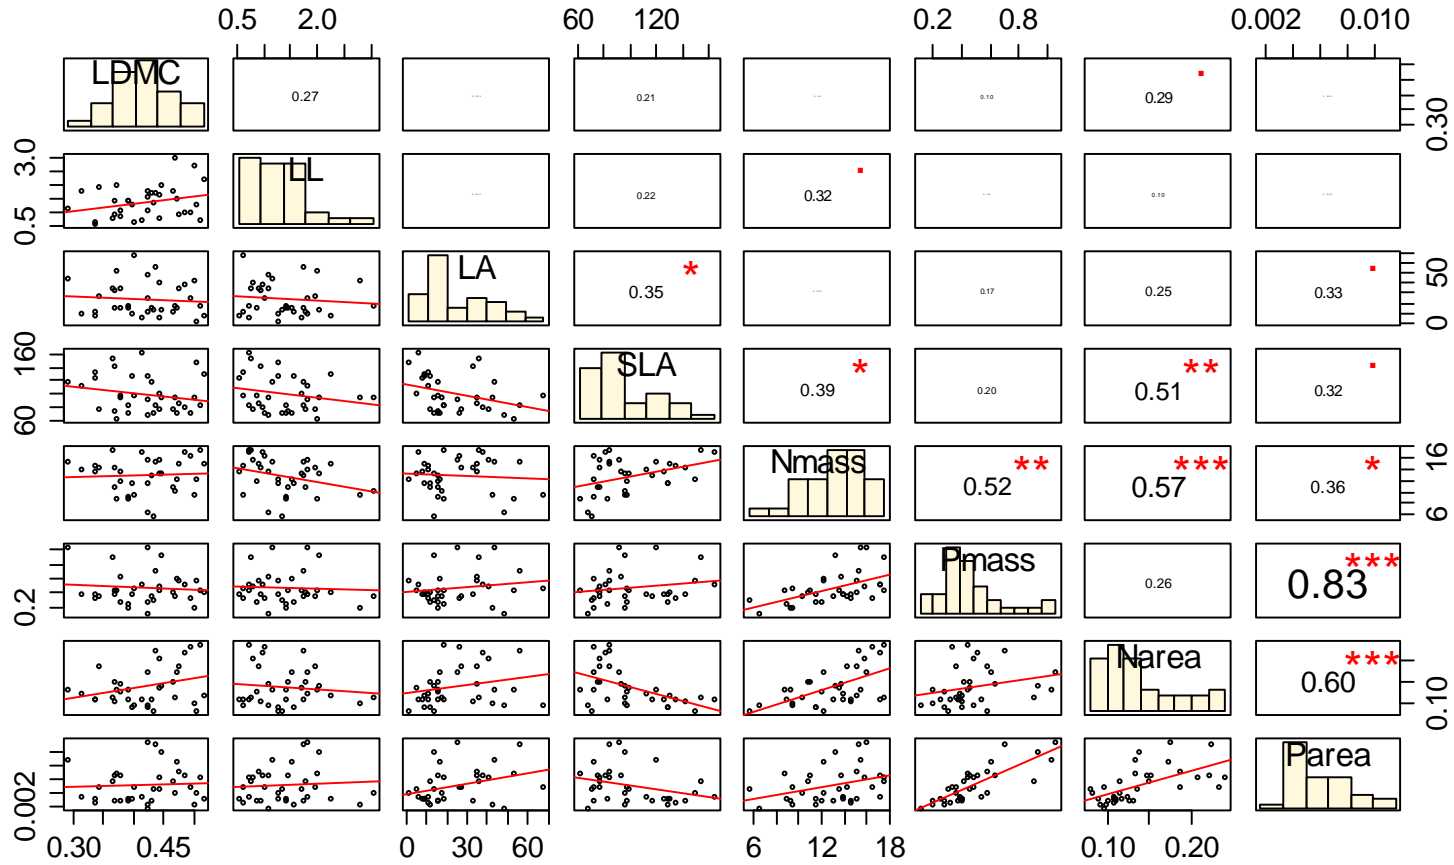 0.5 2.0 60 120 0.2 0.8 0.002 0.010
LDMC 0.27 0.21 0.10 0.29 0.30
3.0 0.5 LL 0.22 0.32 0.10
LA 0.35 * 0.17 0.25 0.33 50 0
160 60 SLA 0.39 * 0.20 0.51 ** 0.32
Nmass 0.52 ** 0.57 *** 0.36 * 16 6
0.2 Pmass 0.26 0.83 ***
Narea 0.60 *** 0.10
0.002 Parea
0.30 0.45 0 30 60 6 12 18 0.10 0.20